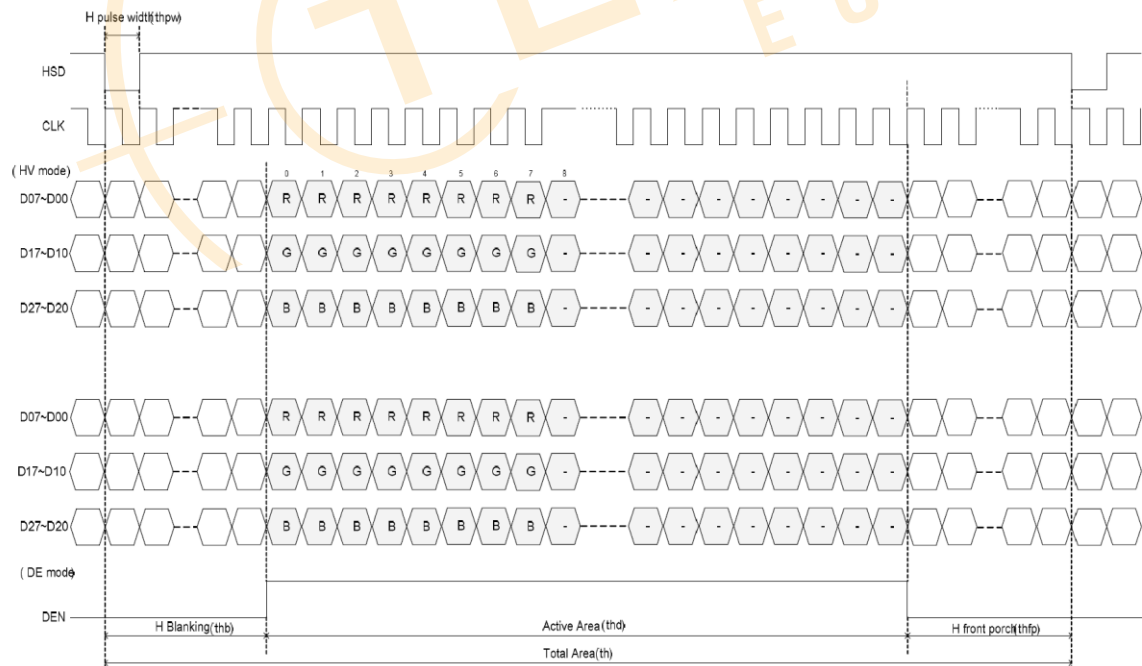 H pulse width(thpw)
HSD
CLK
( HV mode)
0 1 2 3 4 5 6 7 8
D07~D00 R R R R R R R R - - - - - - - - -
D17~D10 G G G G G G G G - - - - - - - - -
D27~D20 B B B B B B B B - - - - - - - - -
D07~D00 R R R R R R R R - - - - - - - - -
D17~D10 G G G G G G G G - - - - - - - - -
D27~D20 B B B B B B B B - - - - - - - - -
( DE mode)
DEN
H Blanking(thb) Active Area(thd) H front porch(thfp)
Total Area(th)